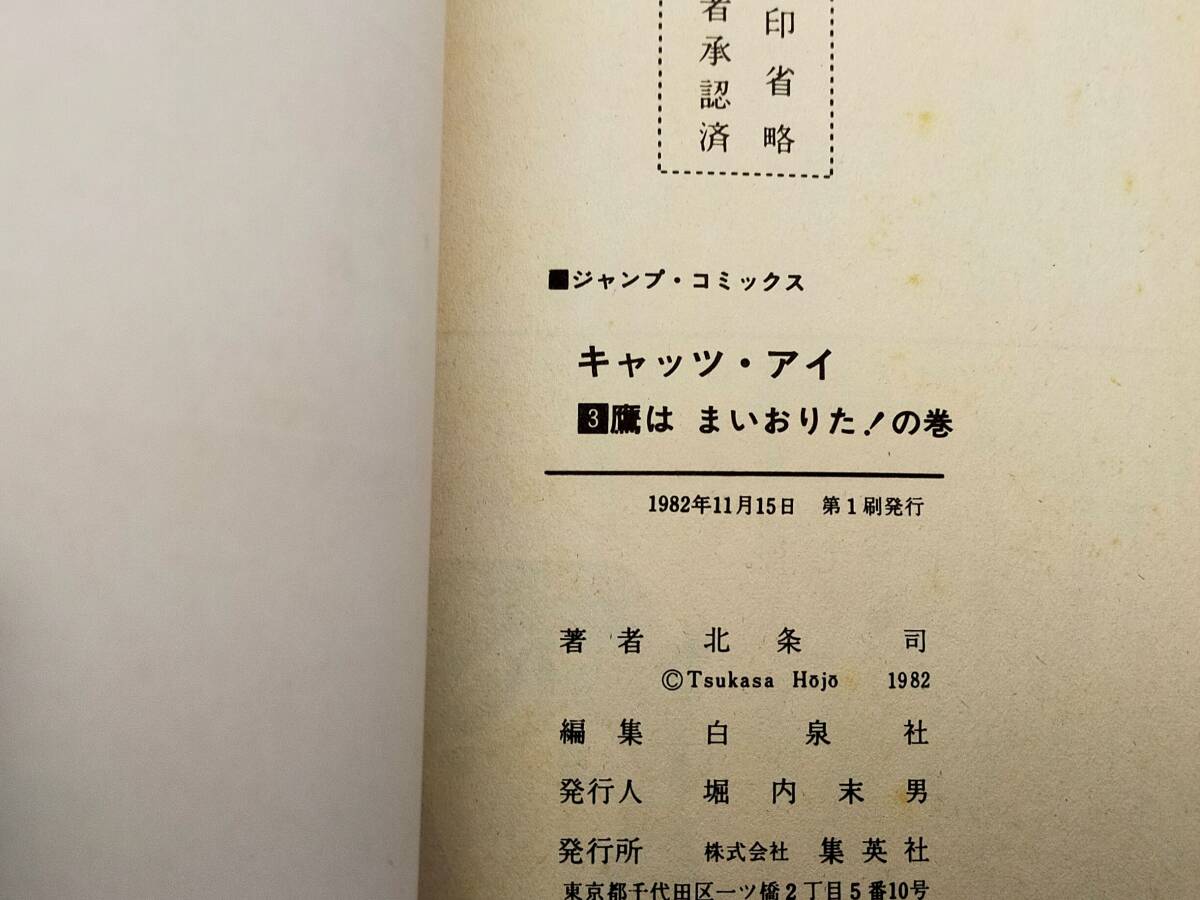 印省略
者承認済
■ジャンプ・コミックス
キャッツ・アイ
3鷹は まいおりた!の巻
1982年11月15日 第1刷発行
著者 北条司
©Tsukasa Hōjō 1982
編集 白泉社
発行人 堀内末男
発行所 株式会社 集英社
東京都千代田区一ツ橋2丁目5番10号